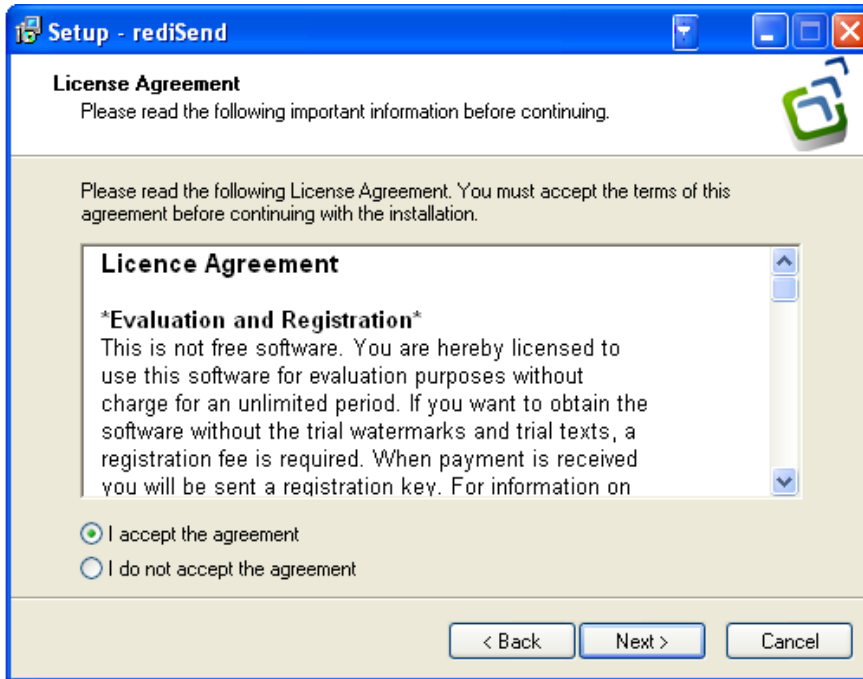 Setup - rediSend
License Agreement
Please read the following important information before continuing.
Please read the following License Agreement. You must accept the terms of this
agreement before continuing with the installation.
Licence Agreement
*Evaluation and Registration*
This is not free software. You are hereby licensed to
use this software for evaluation purposes without
charge for an unlimited period. If you want to obtain the
software without the trial watermarks and trial texts, a
registration fee is required. When payment is received
you will be sent a registration key. For information on
I accept the agreement
I do not accept the agreement
< Back
Next >
Cancel